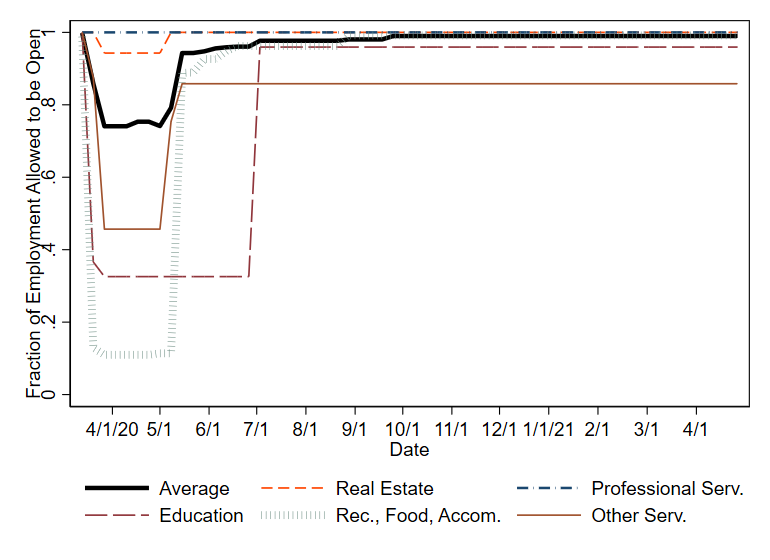 Fraction of Employment Allowed to be Open
1
.8
.6
.4
.2
0
4/1/20 5/1 6/1 7/1 8/1 9/1 10/1 11/1 12/1 1/1/21 2/1 3/1 4/1
Date
Average Real Estate Professional Serv.
Education Rec., Food, Accom. Other Serv.